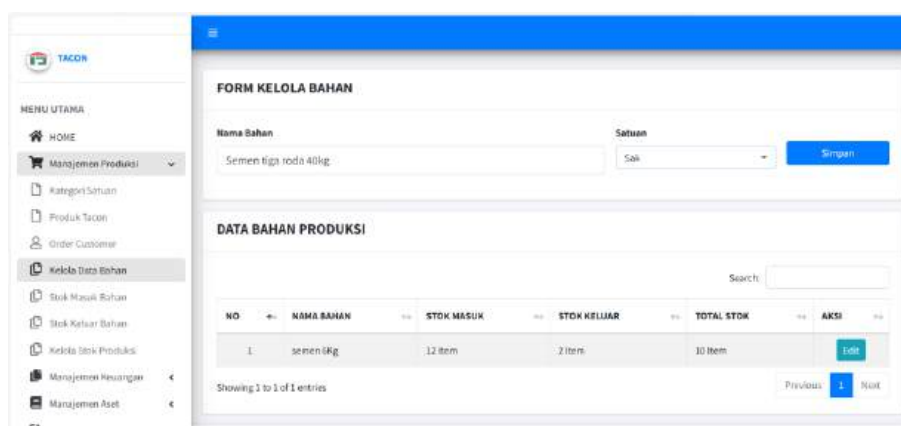 TACON
MENU UTAMA
HOME
Manajemen Produksi
Kategori Satuan
Produk Tacon
Order Customer
Kelola Data Bahan
Stok Masuk Bahan
Stok Keluar Bahan
Kelola Stok Produksi
Manajemen Keuangan
Manajemen Aset
FORM KELOLA BAHAN
Nama Bahan Satuan
Semen tiga roda 40kg Sak Simpan
DATA BAHAN PRODUKSI
Search:
NO NAMA BAHAN STOK MASUK STOK KELUAR TOTAL STOK AKSI
1 semen 6Kg 12 Item 2 Item 10 Item Edit
Showing 1 to 1 of 1 entries Previous 1 Next